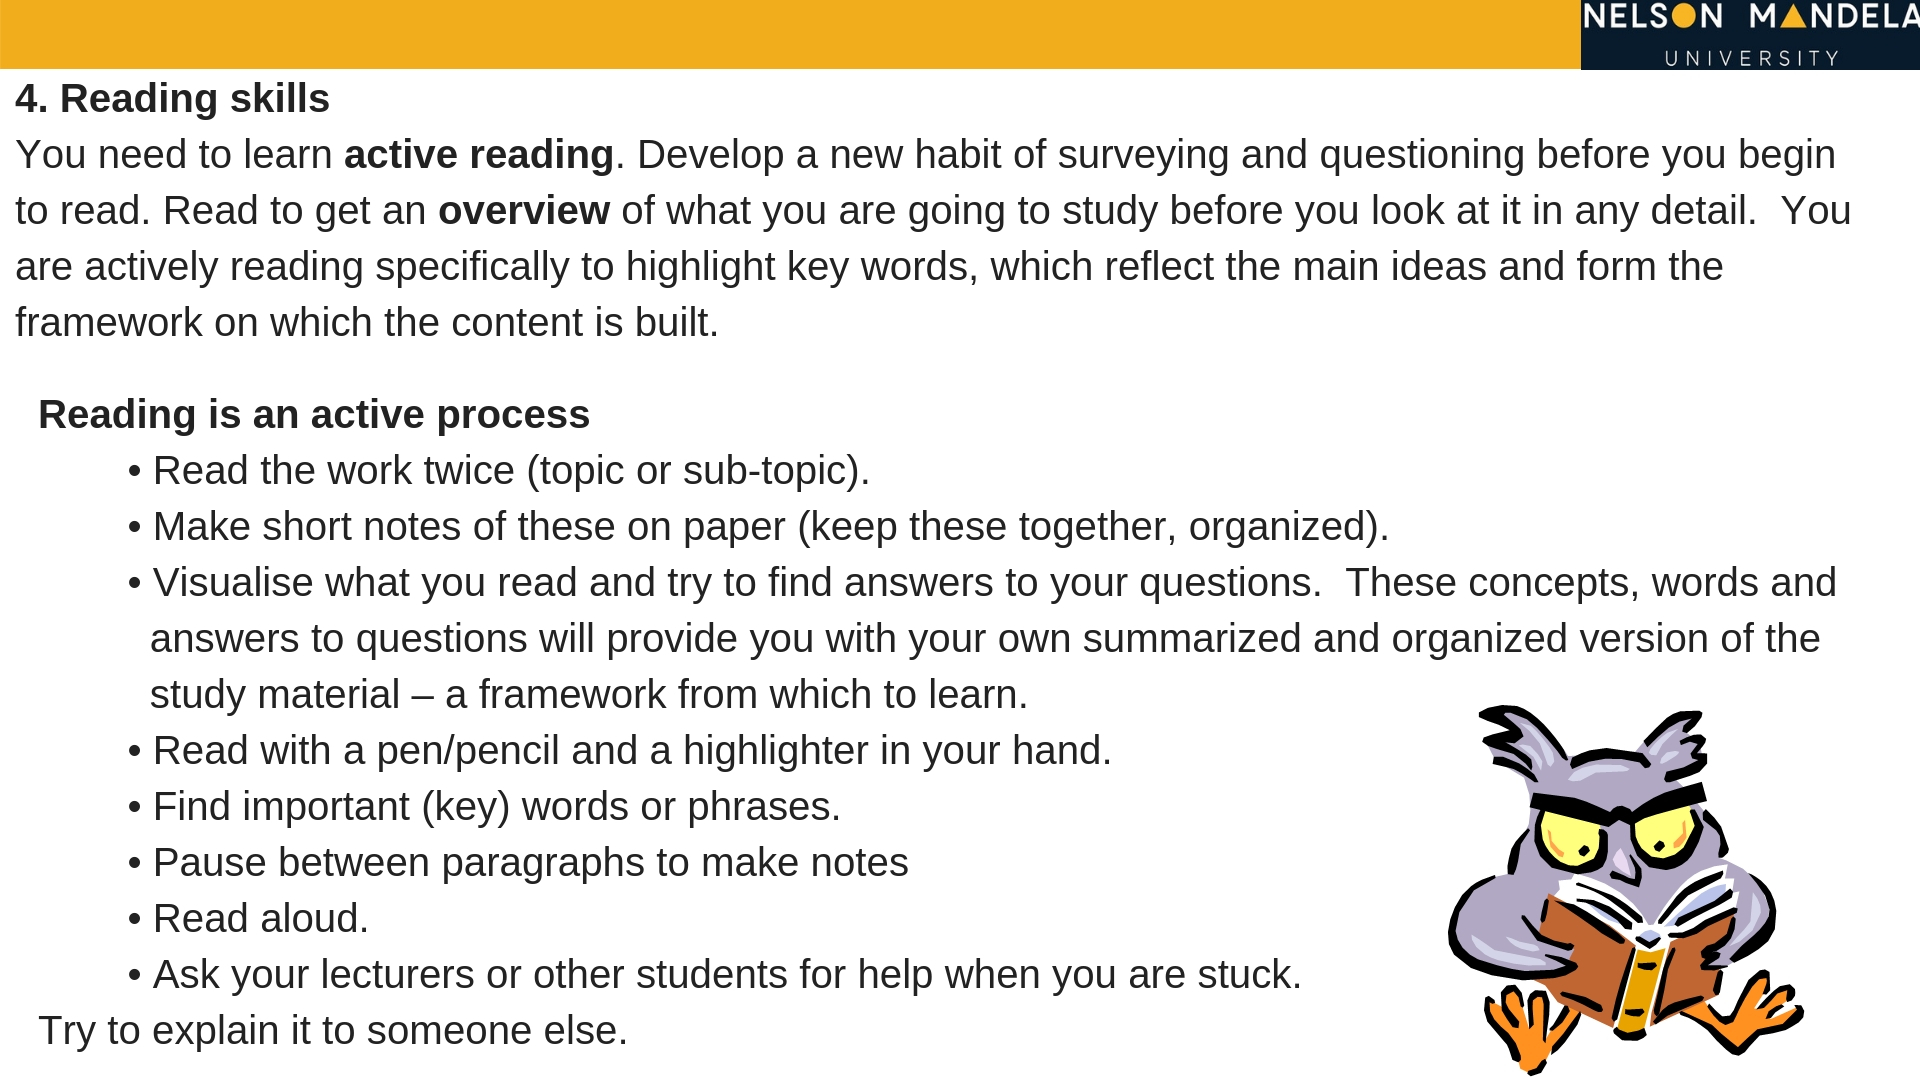 NELSON MANDELA
UNIVERSITY
4. Reading skills
You need to learn active reading. Develop a new habit of surveying and questioning before you begin
to read. Read to get an overview of what you are going to study before you look at it in any detail.  You
are actively reading specifically to highlight key words, which reflect the main ideas and form the
framework on which the content is built.
Reading is an active process
• Read the work twice (topic or sub-topic).
• Make short notes of these on paper (keep these together, organized).
• Visualise what you read and try to find answers to your questions.  These concepts, words and
answers to questions will provide you with your own summarized and organized version of the
study material – a framework from which to learn.
• Read with a pen/pencil and a highlighter in your hand.
• Find important (key) words or phrases.
• Pause between paragraphs to make notes
• Read aloud.
• Ask your lecturers or other students for help when you are stuck.
Try to explain it to someone else.